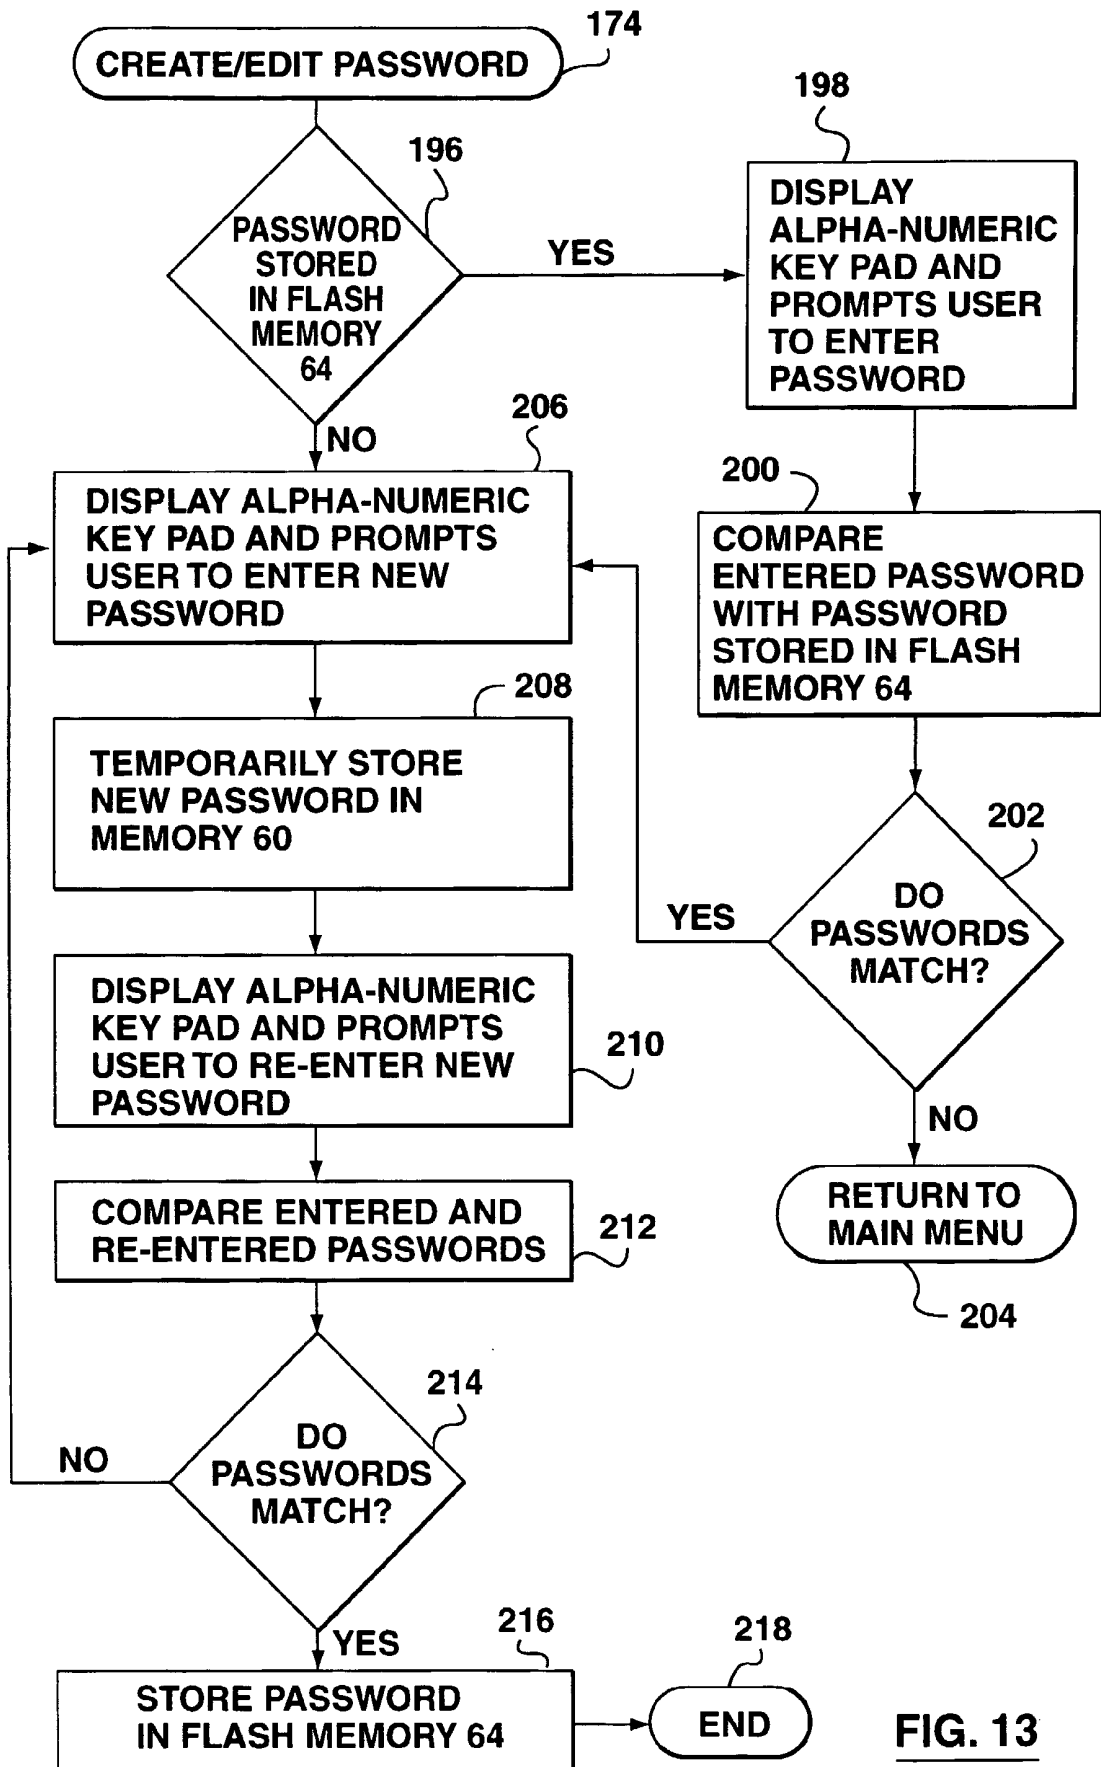 174
CREATE/EDIT PASSWORD
196
PASSWORD
STORED
IN FLASH
MEMORY
64
YES
NO
198
DISPLAY
ALPHA-NUMERIC
KEY PAD AND
PROMPTS USER
TO ENTER
PASSWORD
200
COMPARE
ENTERED PASSWORD
WITH PASSWORD
STORED IN FLASH
MEMORY 64
202
DO
PASSWORDS
MATCH?
YES
NO
RETURN TO
MAIN MENU
204
206
DISPLAY ALPHA-NUMERIC
KEY PAD AND PROMPTS
USER TO ENTER NEW
PASSWORD
208
TEMPORARILY STORE
NEW PASSWORD IN
MEMORY 60
DISPLAY ALPHA-NUMERIC
KEY PAD AND PROMPTS
USER TO RE-ENTER NEW
PASSWORD
210
COMPARE ENTERED AND
RE-ENTERED PASSWORDS
212
214
DO
PASSWORDS
MATCH?
NO
YES
216
STORE PASSWORD
IN FLASH MEMORY 64
218
END
FIG. 13